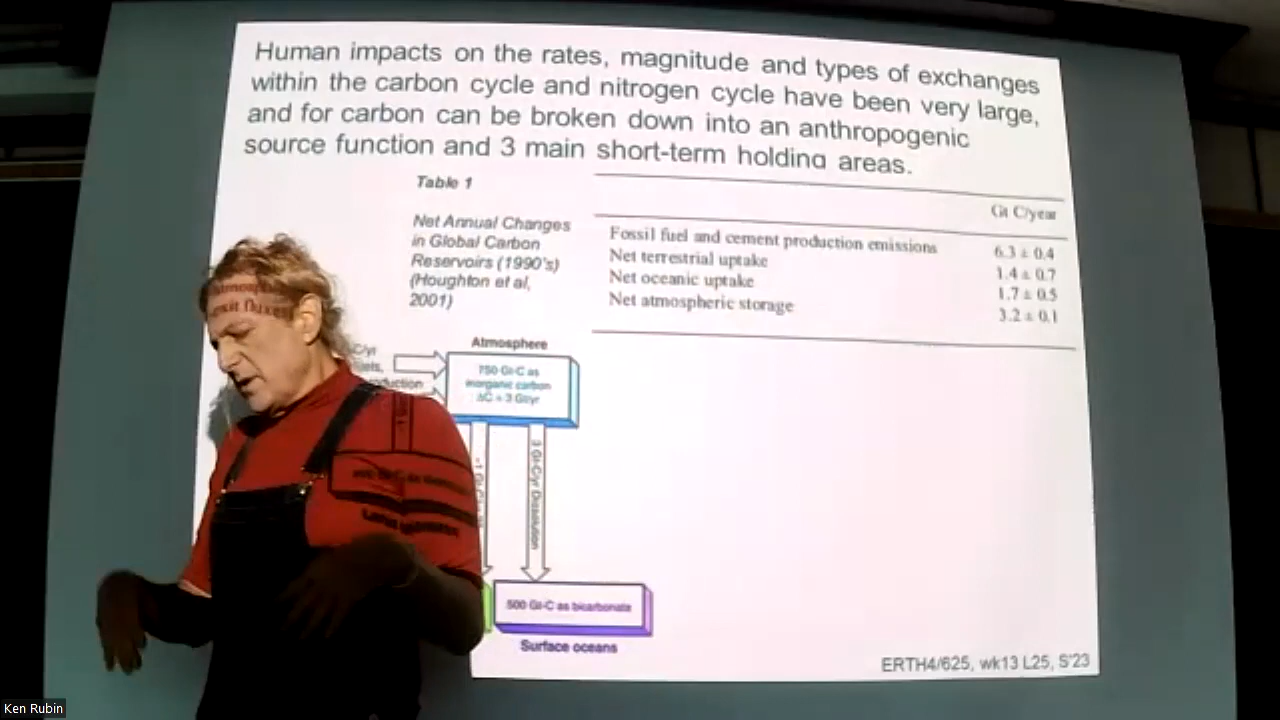 Human impacts on the rates, magnitude and types of exchanges
within the carbon cycle and nitrogen cycle have been very large,
and for carbon can be broken down into an anthropogenic
source function and 3 main short-term holding areas.
Table 1
Net Annual Changes
in Global Carbon
Reservoirs (1990's)
(Houghton et al,
2001)
Gt C/year
Fossil fuel and cement production emissions 6.3 ± 0.4
Net terrestrial uptake 1.4 ± 0.7
Net oceanic uptake 1.7 ± 0.5
Net atmospheric storage 3.2 ± 0.1
Atmosphere
750 Gt-C as
inorganic carbon
ΔC = 3 Gt/yr
3 Gt-C/yr Dissolution
500 Gt-C as bicarbonate
Surface oceans
ERTH4/625, wk13 L25, S'23
Ken Rubin